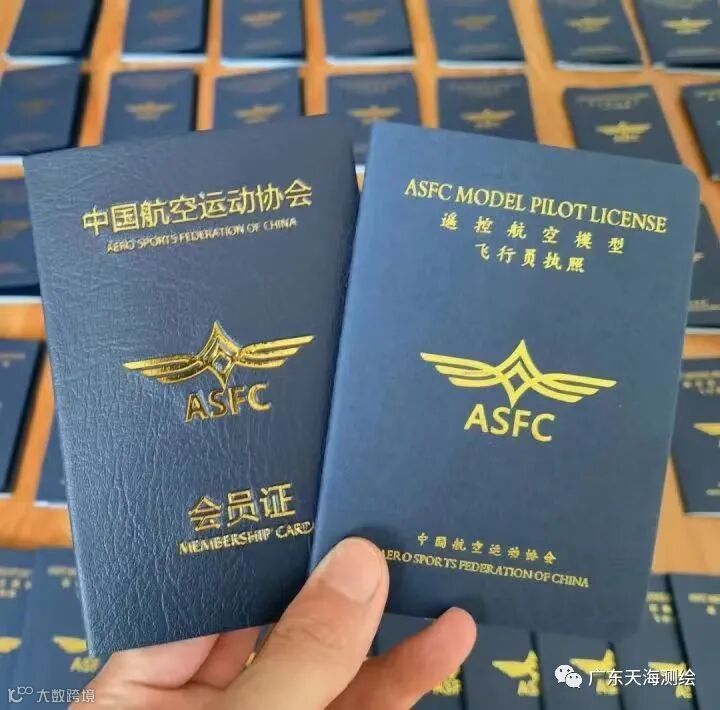 中国航空运动协会
AERO SPORTS FEDERATION OF CHINA
ASFC
会员证
MEMBERSHIP CARD
ASFC MODEL PILOT LICENSE
遥控航空模型
飞行员执照
ASFC
中国航空运动协会
AERO SPORTS FEDERATION OF CHINA
大数跨境
广东天海测绘